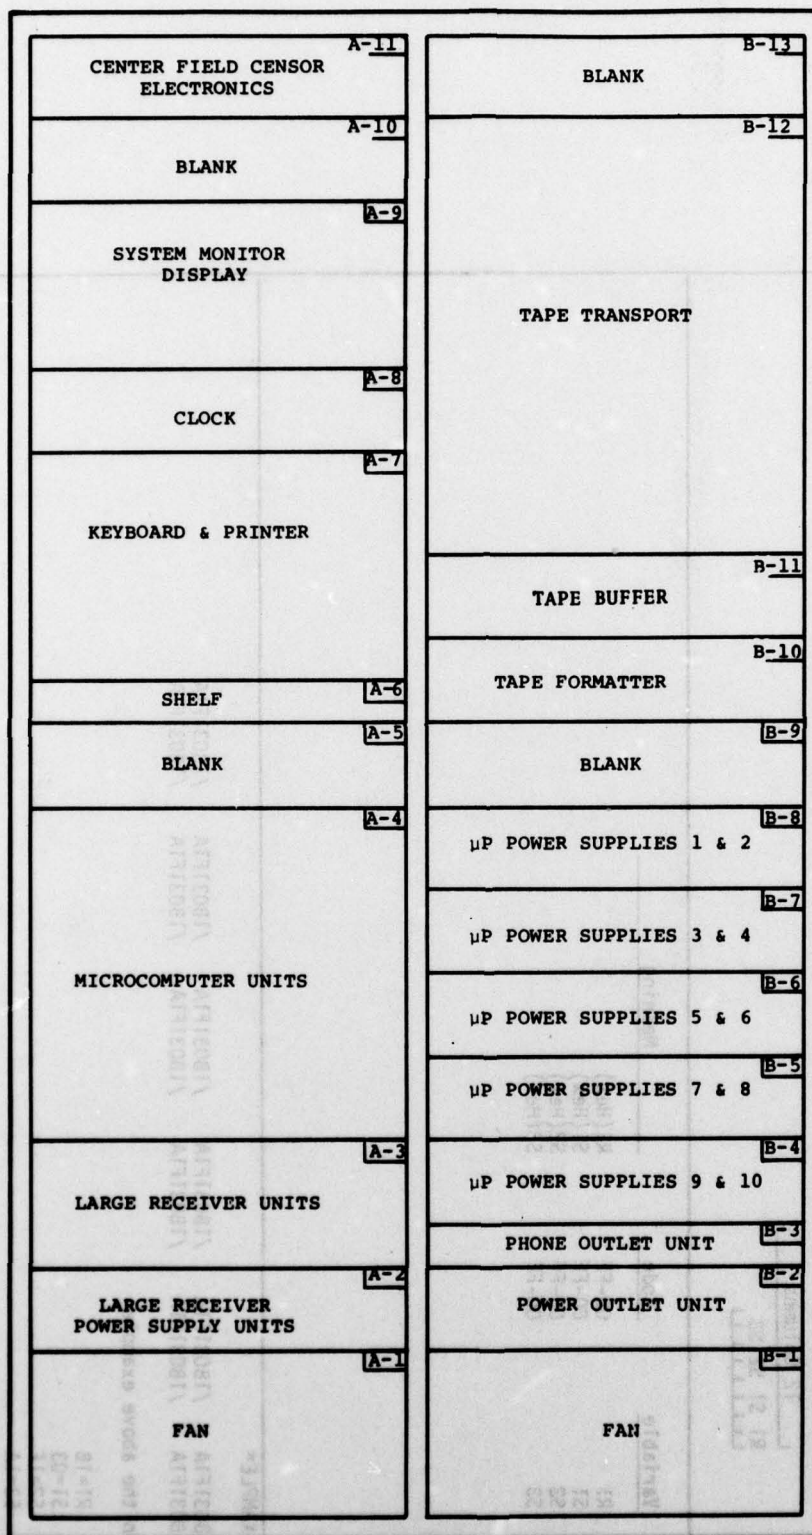 A-11
CENTER FIELD CENSOR
ELECTRONICS
A-10
BLANK
A-9
SYSTEM MONITOR
DISPLAY
A-8
CLOCK
A-7
KEYBOARD & PRINTER
A-6
SHELF
A-5
BLANK
A-4
MICROCOMPUTER UNITS
A-3
LARGE RECEIVER UNITS
A-2
LARGE RECEIVER
POWER SUPPLY UNITS
A-1
FAN
B-13
BLANK
B-12
TAPE TRANSPORT
B-11
TAPE BUFFER
B-10
TAPE FORMATTER
B-9
BLANK
B-8
µP POWER SUPPLIES 1 & 2
B-7
µP POWER SUPPLIES 3 & 4
B-6
µP POWER SUPPLIES 5 & 6
B-5
µP POWER SUPPLIES 7 & 8
B-4
µP POWER SUPPLIES 9 & 10
B-3
PHONE OUTLET UNIT
B-2
POWER OUTLET UNIT
B-1
FAN